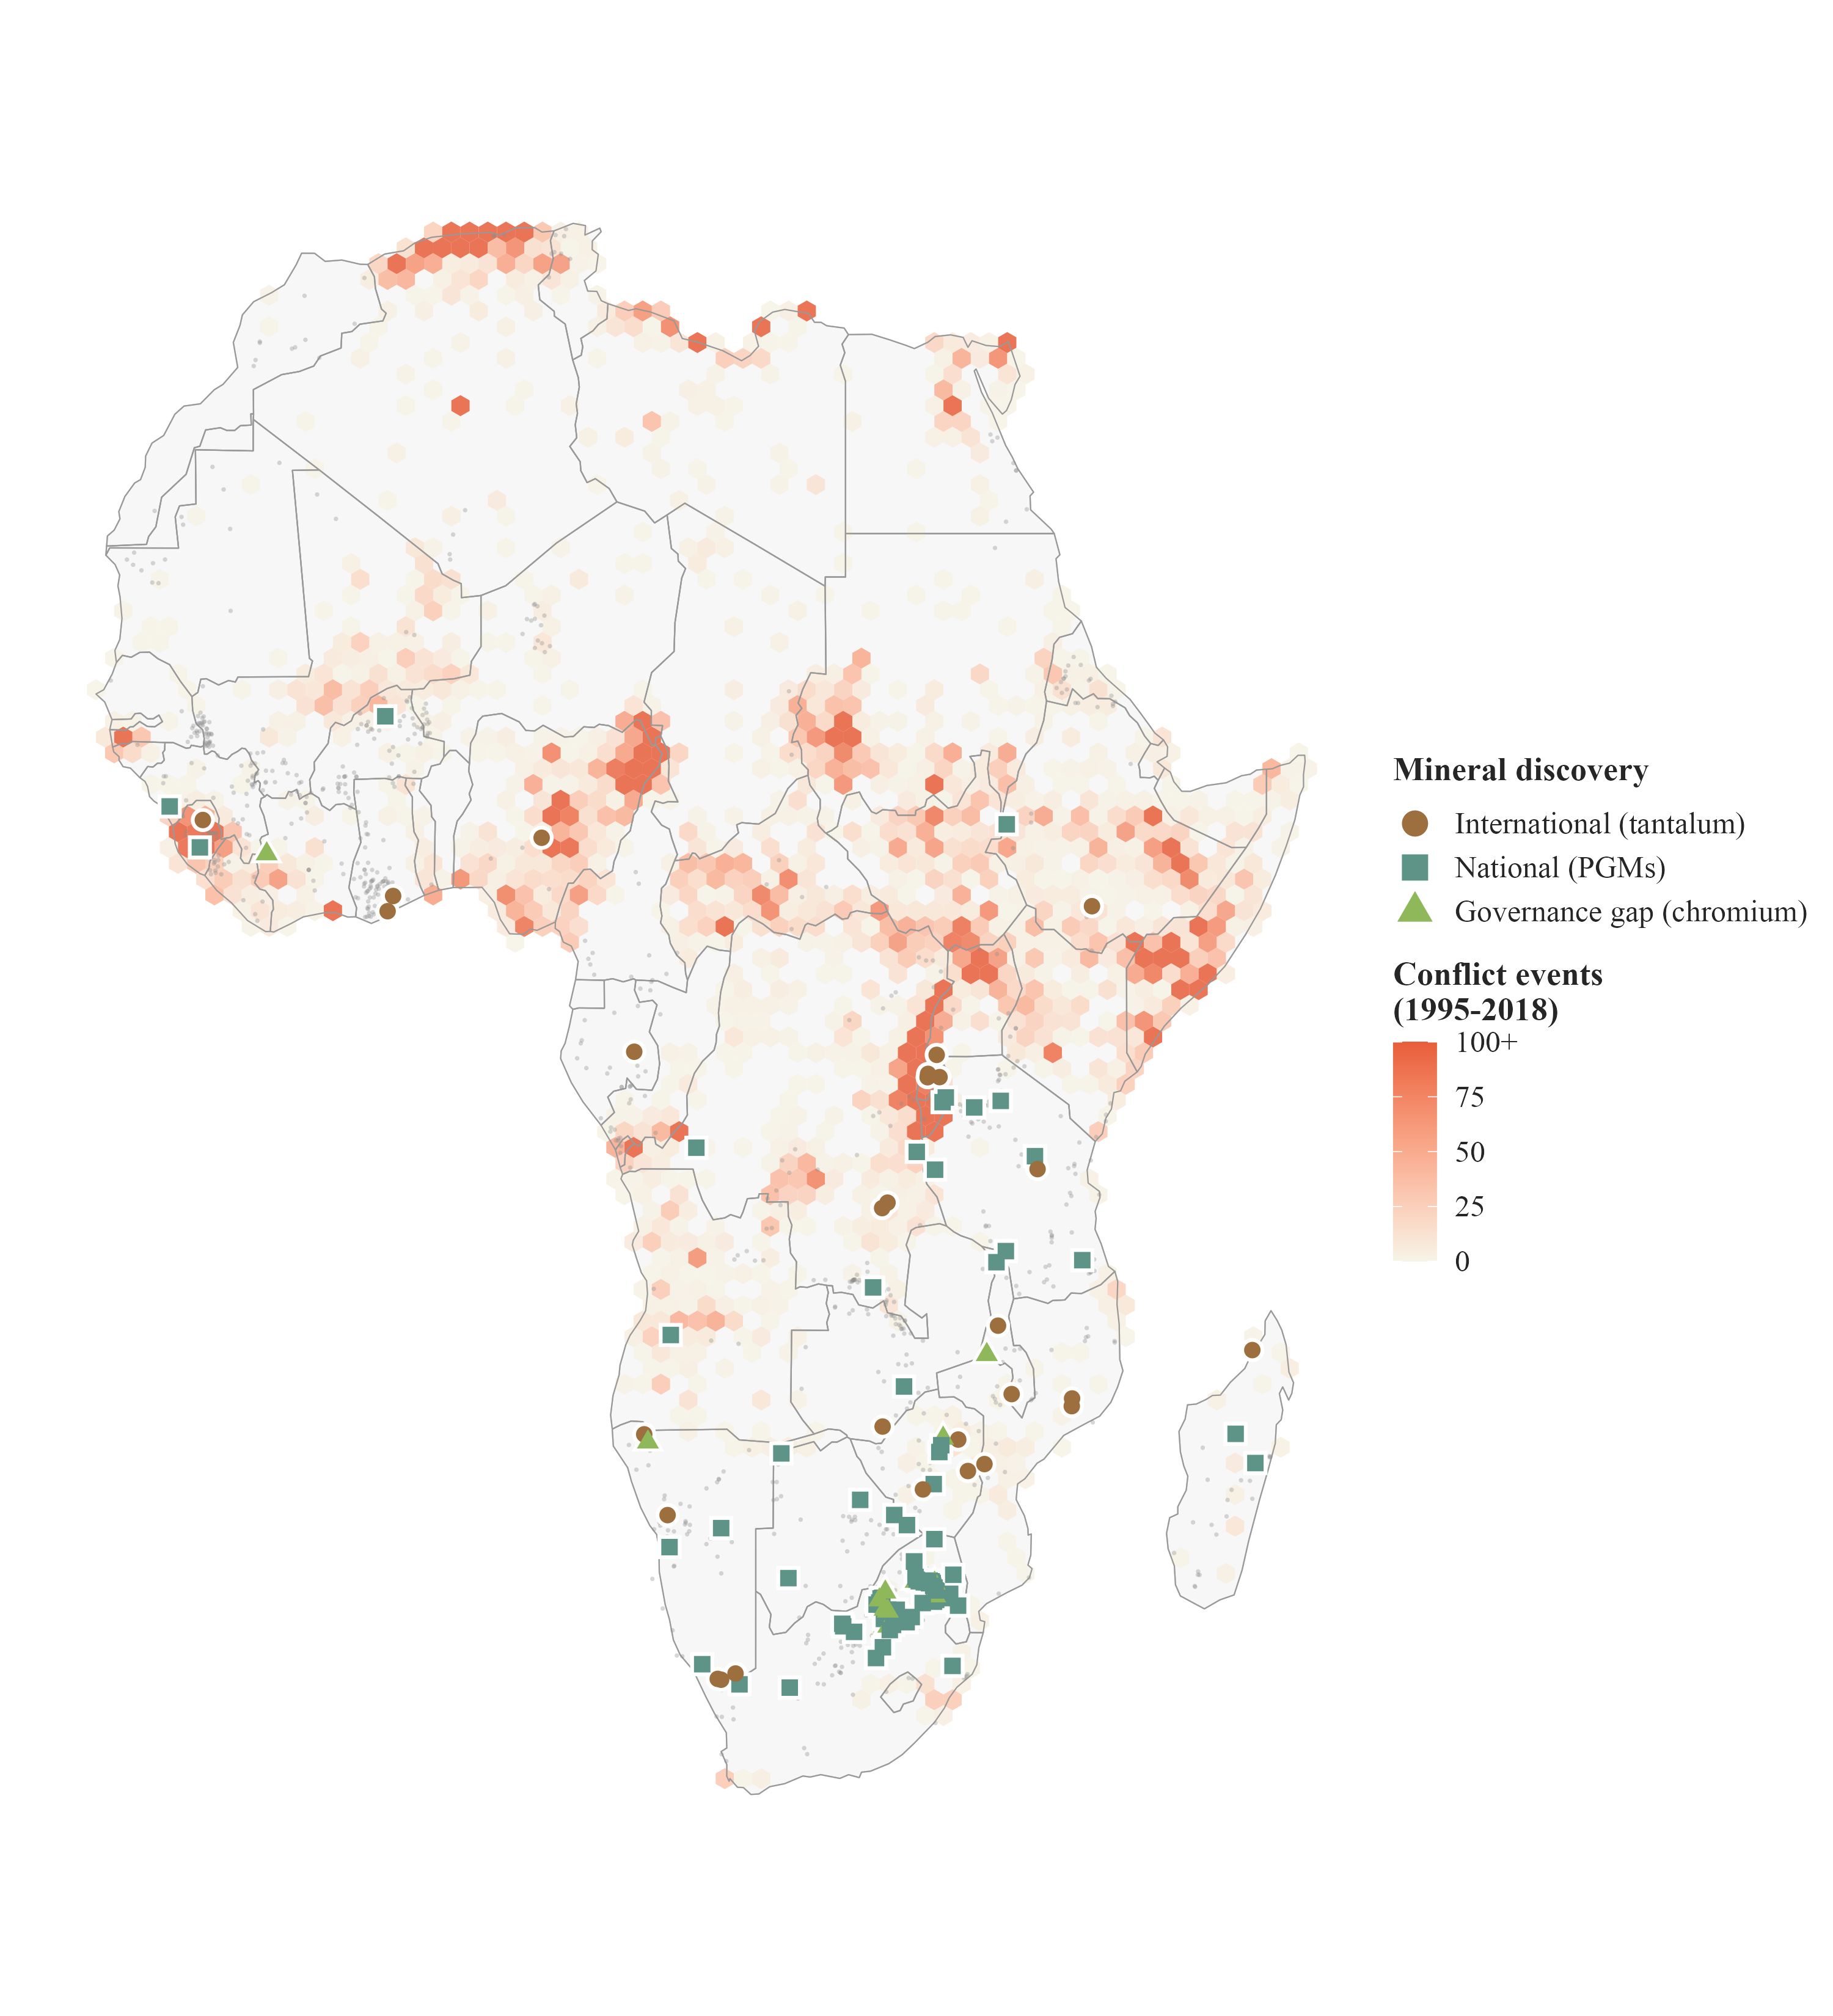 Mineral discovery
International (tantalum)
National (PGMs)
Governance gap (chromium)
Conflict events
(1995-2018)
100+
75
50
25
0